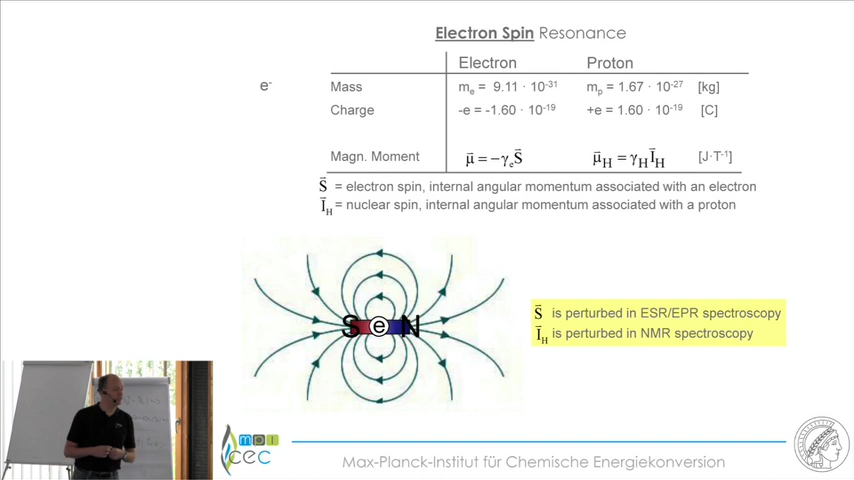 Electron Spin Resonance
Electron Proton
e⁻ Mass mₑ = 9.11 · 10⁻³¹ mₚ = 1.67 · 10⁻²⁷ [kg]
Charge -e = -1.60 · 10⁻¹⁹ +e = 1.60 · 10⁻¹⁹ [C]
Magn. Moment μ⃗ = −γₑS⃗ μ⃗_H = γ_H I⃗_H [J·T⁻¹]
S⃗ = electron spin, internal angular momentum associated with an electron
I⃗_H = nuclear spin, internal angular momentum associated with a proton
S e N
S⃗ is perturbed in ESR/EPR spectroscopy
I⃗_H is perturbed in NMR spectroscopy
mpi
cec
Max-Planck-Institut für Chemische Energiekonversion